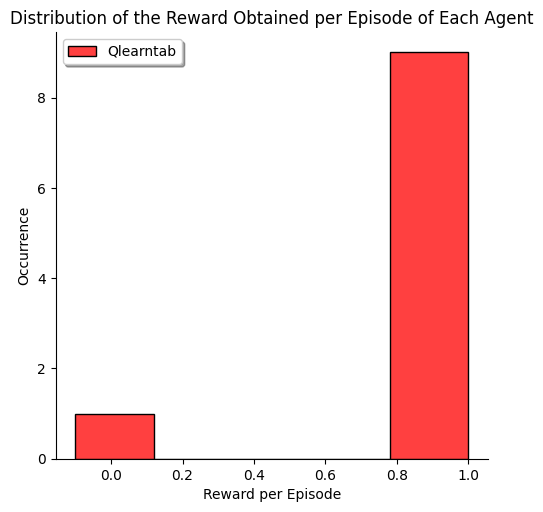 Distribution of the Reward Obtained per Episode of Each Agent
Qlearntab
8
6
4
2
0
Occurrence
0.0 0.2 0.4 0.6 0.8 1.0
Reward per Episode